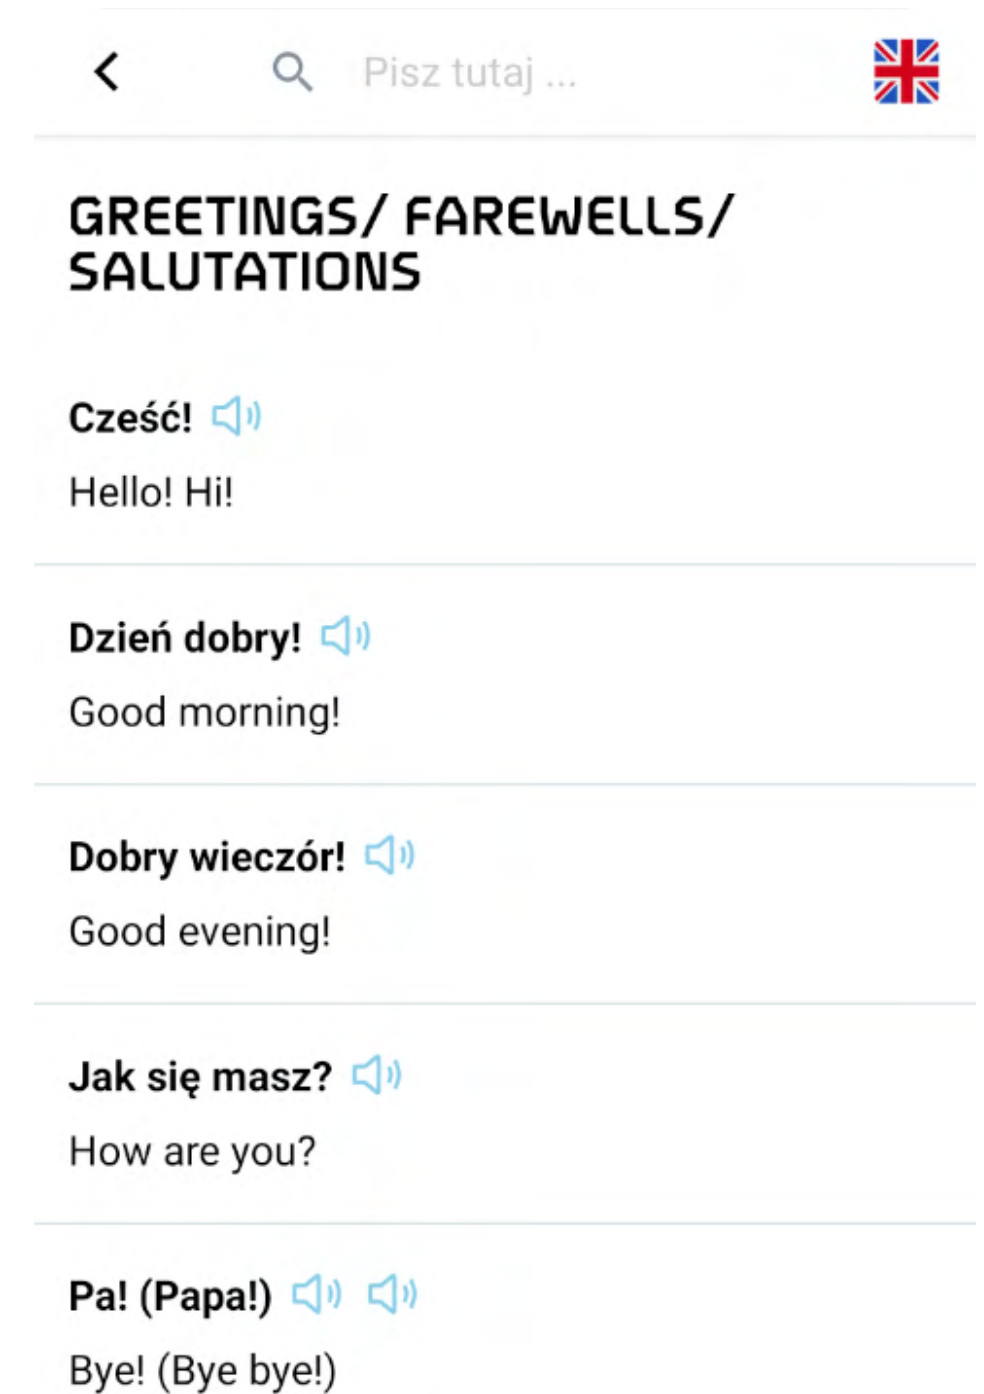 Pisz tutaj ...
GREETINGS/ FAREWELLS/
SALUTATIONS
Cześć!
Hello! Hi!
Dzień dobry!
Good morning!
Dobry wieczór!
Good evening!
Jak się masz?
How are you?
Pa! (Papa!)
Bye! (Bye bye!)